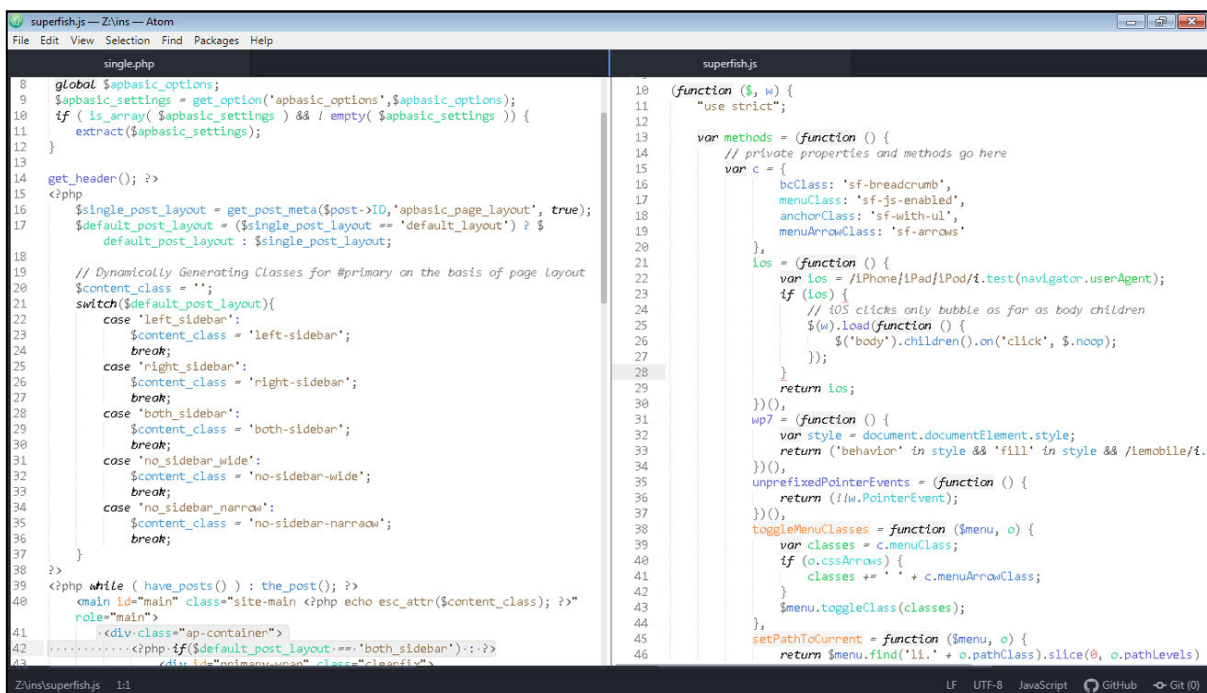 superfish.js — Z:\ins — Atom
File Edit View Selection Find Packages Help
single.php
8 global $apbasic_options;
9 $apbasic_settings = get_option('apbasic_options',$apbasic_options);
10 if ( is_array( $apbasic_settings ) && ! empty( $apbasic_settings )) {
11 extract($apbasic_settings);
12 }
13
14 get_header(); ?>
15 <?php
16 $single_post_layout = get_post_meta($post->ID,'apbasic_page_layout', true);
17 $default_post_layout = ($single_post_layout == 'default_layout') ? $
default_post_layout : $single_post_layout;
18
19 // Dynamically Generating Classes for #primary on the basis of page layout
20 $content_class = '';
21 switch($default_post_layout){
22 case 'left_sidebar':
23 $content_class = 'left-sidebar';
24 break;
25 case 'right_sidebar':
26 $content_class = 'right-sidebar';
27 break;
28 case 'both_sidebar':
29 $content_class = 'both-sidebar';
30 break;
31 case 'no_sidebar_wide':
32 $content_class = 'no-sidebar-wide';
33 break;
34 case 'no_sidebar_narrow':
35 $content_class = 'no-sidebar-narraow';
36 break;
37 }
38 ?>
39 <?php while ( have_posts() ) : the_post(); ?>
40 <main id="main" class="site-main <?php echo esc_attr($content_class); ?>"
role="main">
41 <div class="ap-container">
42 <?php if($default_post_layout == 'both_sidebar') : ?>
43 <div id="primary-wrap" class="clearfix">
superfish.js
10 (function ($, w) {
11 "use strict";
12
13 var methods = (function () {
14 // private properties and methods go here
15 var c = {
16 bcClass: 'sf-breadcrumb',
17 menuClass: 'sf-js-enabled',
18 anchorClass: 'sf-with-ul',
19 menuArrowClass: 'sf-arrows'
20 },
21 ios = (function () {
22 var ios = /iPhone|iPad|iPod/i.test(navigator.userAgent);
23 if (ios) {
24 // iOS clicks only bubble as far as body children
25 $(w).load(function () {
26 $('body').children().on('click', $.noop);
27 });
28 }
29 return ios;
30 })(),
31 wp7 = (function () {
32 var style = document.documentElement.style;
33 return ('behavior' in style && 'fill' in style && /iemobile/i.
34 })(),
35 unprefixedPointerEvents = (function () {
36 return (!!w.PointerEvent);
37 })(),
38 toggleMenuClasses = function ($menu, o) {
39 var classes = c.menuClass;
40 if (o.cssArrows) {
41 classes += ' ' + c.menuArrowClass;
42 }
43 $menu.toggleClass(classes);
44 },
45 setPathToCurrent = function ($menu, o) {
46 return $menu.find('li.' + o.pathClass).slice(0, o.pathLevels)
Z:\ins\superfish.js 1:1 LF UTF-8 JavaScript GitHub Git (0)